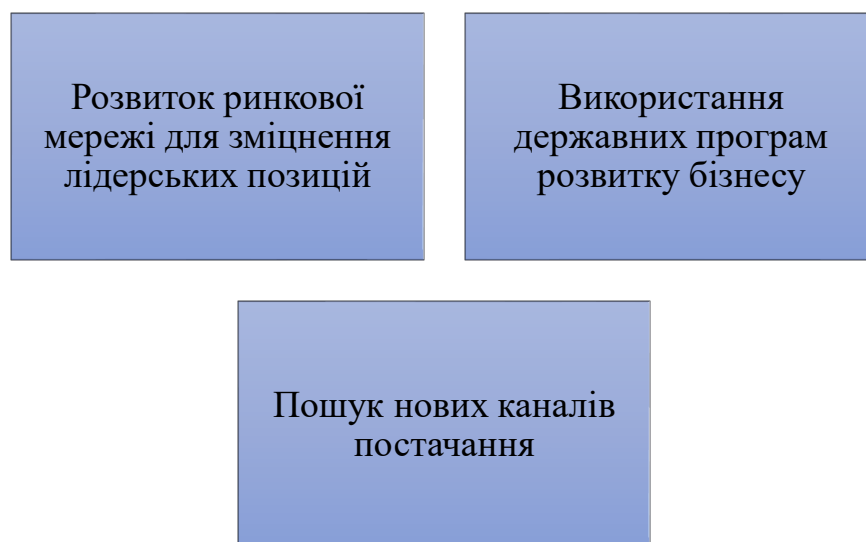 Розвиток ринкової
мережі для зміцнення
лідерських позицій
Використання
державних програм
розвитку бізнесу
Пошук нових каналів
постачання